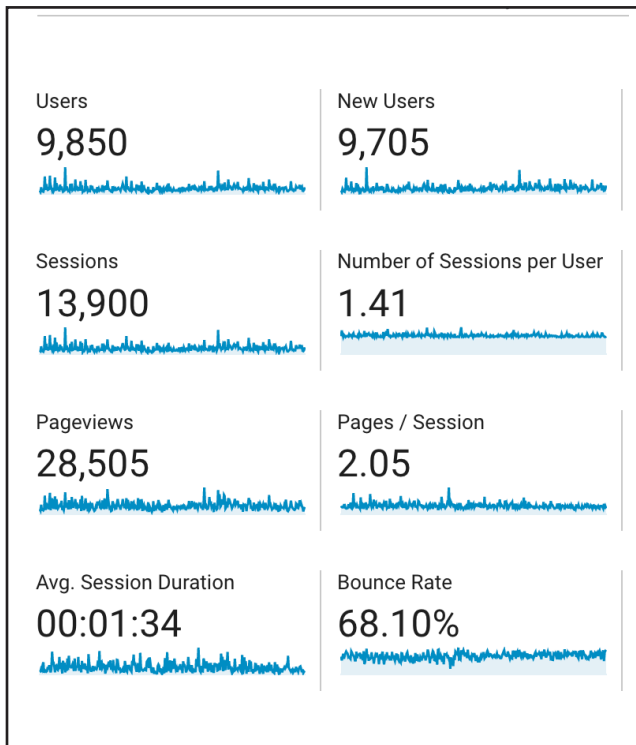 Users
9,850
New Users
9,705
Sessions
13,900
Number of Sessions per User
1.41
Pageviews
28,505
Pages / Session
2.05
Avg. Session Duration
00:01:34
Bounce Rate
68.10%